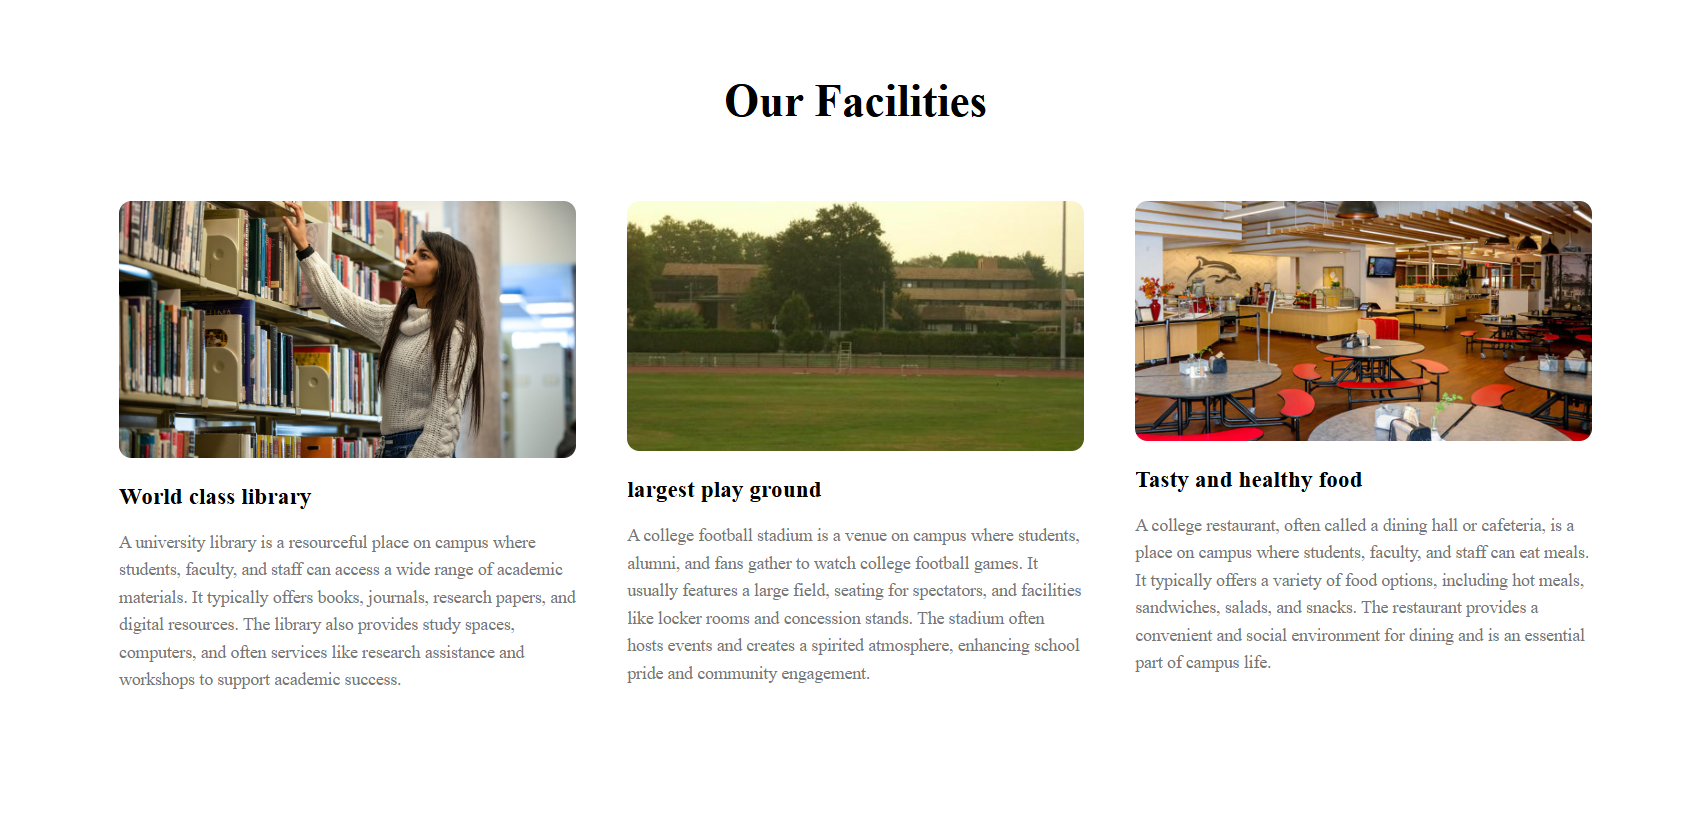 Our Facilities
World class library
A university library is a resourceful place on campus where
students, faculty, and staff can access a wide range of academic
materials. It typically offers books, journals, research papers, and
digital resources. The library also provides study spaces,
computers, and often services like research assistance and
workshops to support academic success.
largest play ground
A college football stadium is a venue on campus where students,
alumni, and fans gather to watch college football games. It
usually features a large field, seating for spectators, and facilities
like locker rooms and concession stands. The stadium often
hosts events and creates a spirited atmosphere, enhancing school
pride and community engagement.
Tasty and healthy food
A college restaurant, often called a dining hall or cafeteria, is a
place on campus where students, faculty, and staff can eat meals.
It typically offers a variety of food options, including hot meals,
sandwiches, salads, and snacks. The restaurant provides a
convenient and social environment for dining and is an essential
part of campus life.